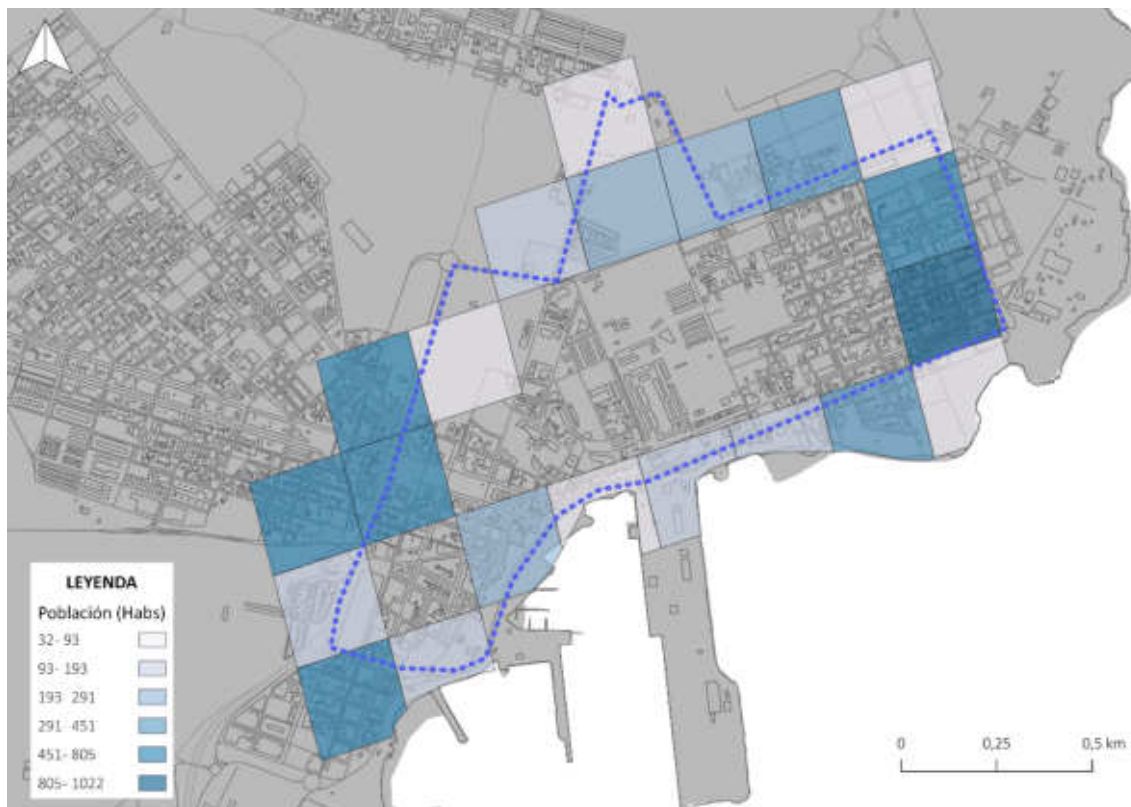 LEYENDA
Población (Habs)
32- 93
93- 193
193 291
291- 451
451- 805
805- 1022
0 0,25 0,5 km